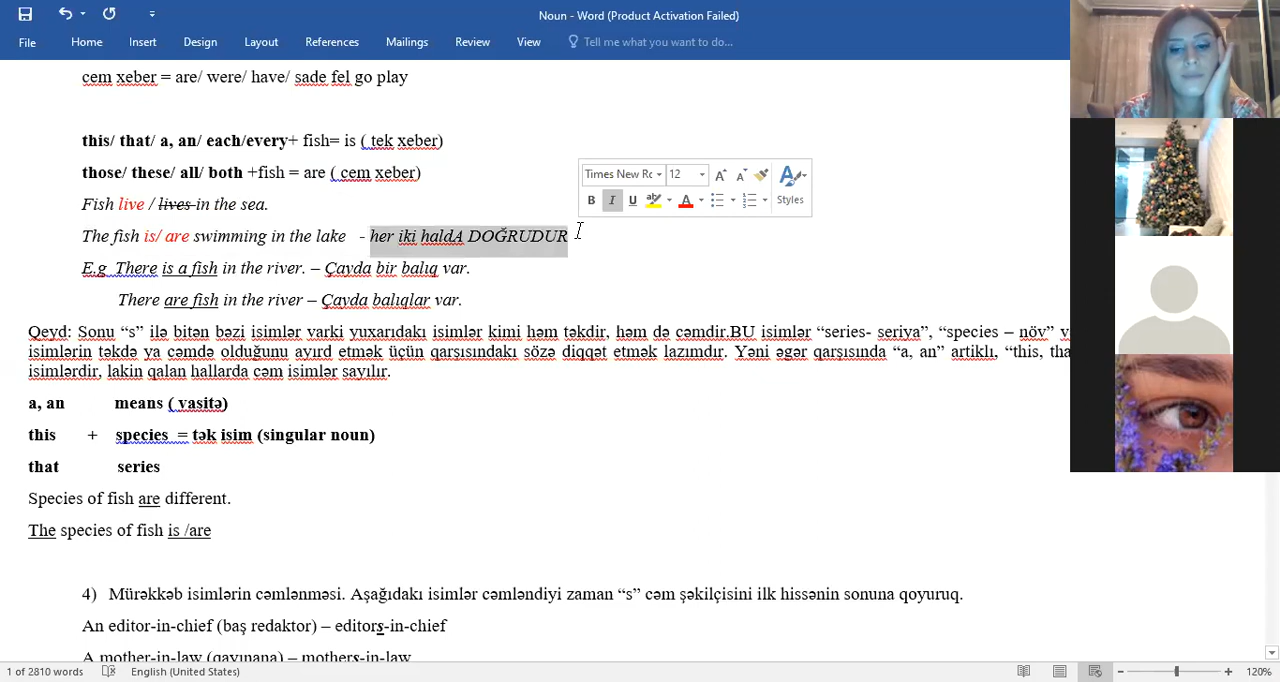 Noun - Word (Product Activation Failed)
File Home Insert Design Layout References Mailings Review View Tell me what you want to do...
cem xeber = are/ were/ have/ sade fel go play
this/ that/ a, an/ each/every+ fish= is ( tek xeber)
those/ these/ all/ both +fish = are ( cem xeber)
Times New Rc 12
Styles
Fish live / lives in the sea.
The fish is/ are swimming in the lake - her iki haldA DOĞRUDUR
E.g There is a fish in the river. – Çayda bir balıq var.
There are fish in the river – Çayda balıqlar var.
Qeyd: Sonu “s” ilə bitən bəzi isimlər varki yuxarıdakı isimlər kimi həm təkdir, həm də cəmdir.BU isimlər “series- seriya”, “species – növ” v
isimlərin təkdə ya cəmdə olduğunu ayırd etmək üçün qarşısındakı sözə diqqət etmək lazımdır. Yəni əgər qarşısında “a, an” artiklı, “this, tha
isimlərdir, lakin qalan hallarda cəm isimlər sayılır.
a, an means ( vasitə)
this + species = tək isim (singular noun)
that series
Species of fish are different.
The species of fish is /are
4) Mürəkkəb isimlərin cəmlənməsi. Aşağıdakı isimlər cəmləndiyi zaman “s” cəm şəkilçisini ilk hissənin sonuna qoyuruq.
An editor-in-chief (baş redaktor) – editors-in-chief
A mother-in-law (qayınana) – mothers-in-law
1 of 2810 words English (United States) 120%